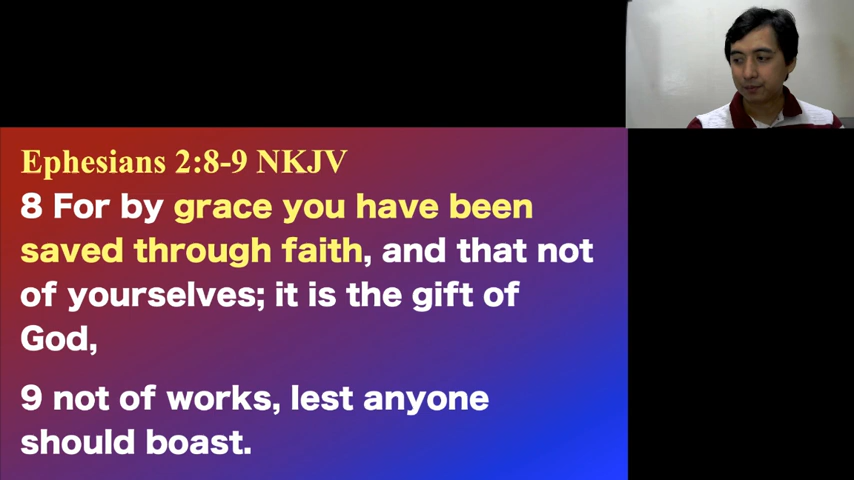 Ephesians 2:8-9 NKJV
8 For by grace you have been
saved through faith, and that not
of yourselves; it is the gift of
God,
9 not of works, lest anyone
should boast.